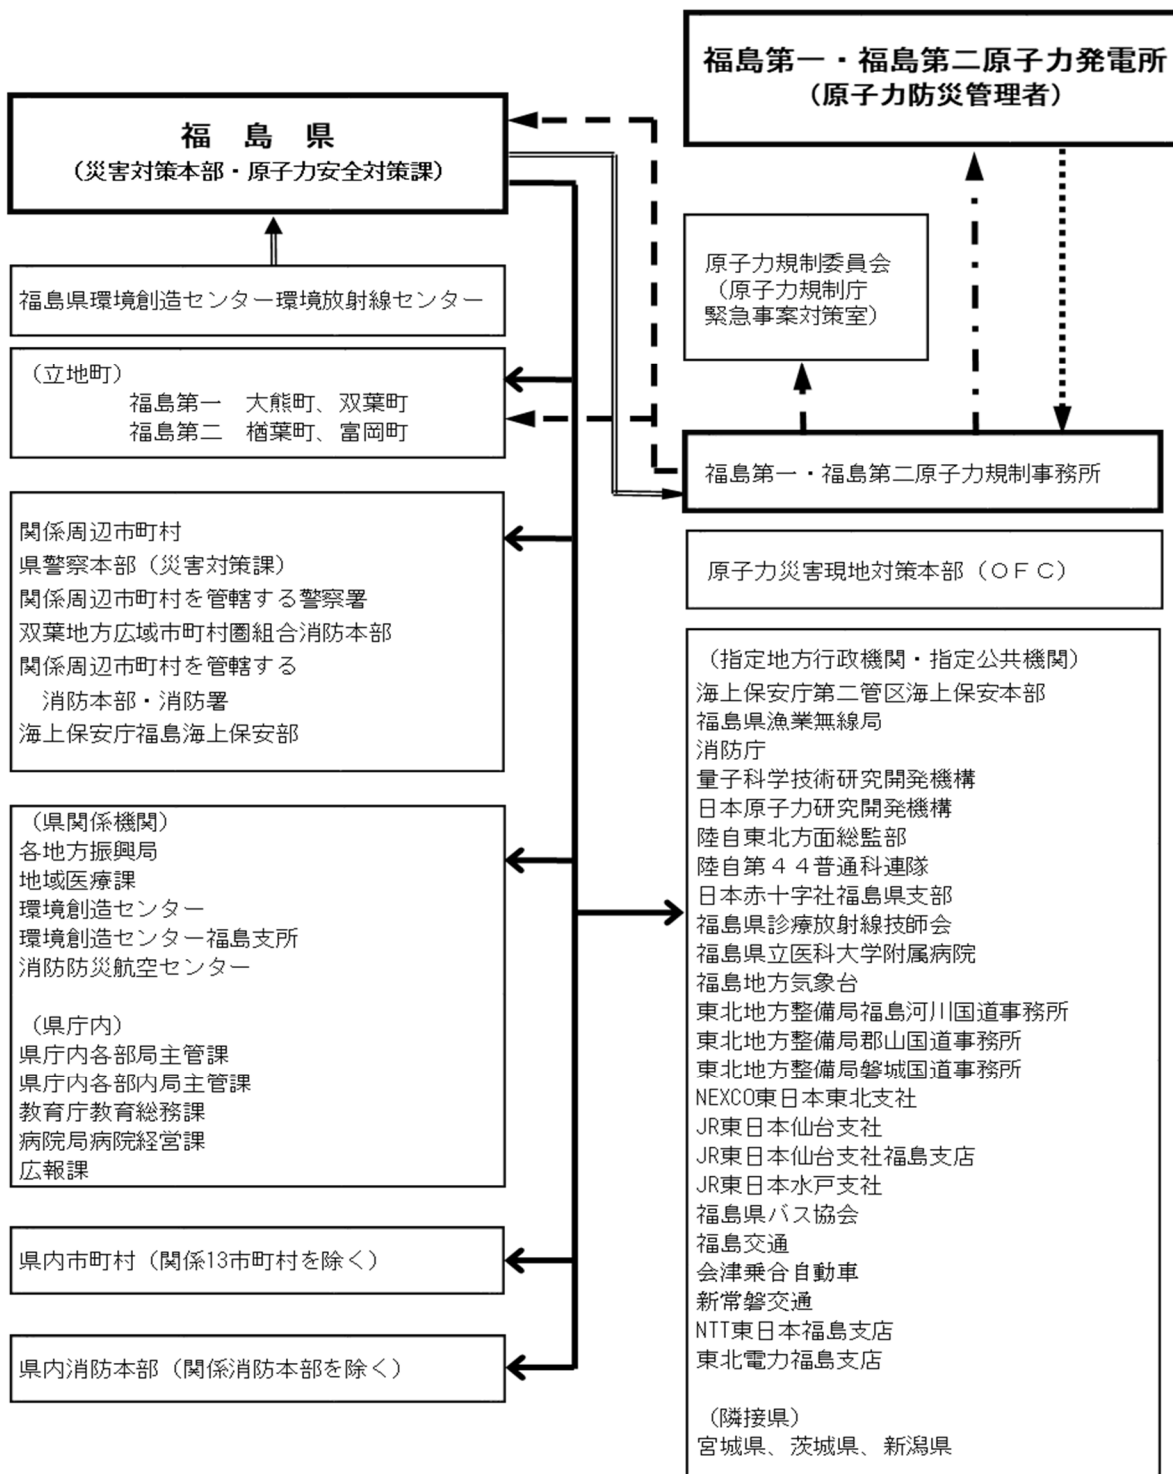 福島第一・福島第二原子力発電所
（原子力防災管理者）
福　島　県
（災害対策本部・原子力安全対策課）
原子力規制委員会
（原子力規制庁
緊急事案対策室）
福島県環境創造センター環境放射線センター
（立地町）
福島第一　大熊町、双葉町
福島第二　楢葉町、富岡町
福島第一・福島第二原子力規制事務所
関係周辺市町村
県警察本部（災害対策課）
関係周辺市町村を管轄する警察署
双葉地方広域市町村圏組合消防本部
関係周辺市町村を管轄する
消防本部・消防署
海上保安庁福島海上保安部
原子力災害現地対策本部（ＯＦＣ）
（指定地方行政機関・指定公共機関）
海上保安庁第二管区海上保安本部
福島県漁業無線局
消防庁
量子科学技術研究開発機構
日本原子力研究開発機構
陸自東北方面総監部
陸自第４４普通科連隊
日本赤十字社福島県支部
福島県診療放射線技師会
福島県立医科大学附属病院
福島地方気象台
東北地方整備局福島河川国道事務所
東北地方整備局郡山国道事務所
東北地方整備局磐城国道事務所
NEXCO東日本東北支社
JR東日本仙台支社
JR東日本仙台支社福島支店
JR東日本水戸支社
福島県バス協会
福島交通
会津乗合自動車
新常磐交通
NTT東日本福島支店
東北電力福島支店
（隣接県）
宮城県、茨城県、新潟県
（県関係機関）
各地方振興局
地域医療課
環境創造センター
環境創造センター福島支所
消防防災航空センター
（県庁内）
県庁内各部局主管課
県庁内各部内局主管課
教育庁教育総務課
病院局病院経営課
広報課
県内市町村（関係13市町村を除く）
県内消防本部（関係消防本部を除く）